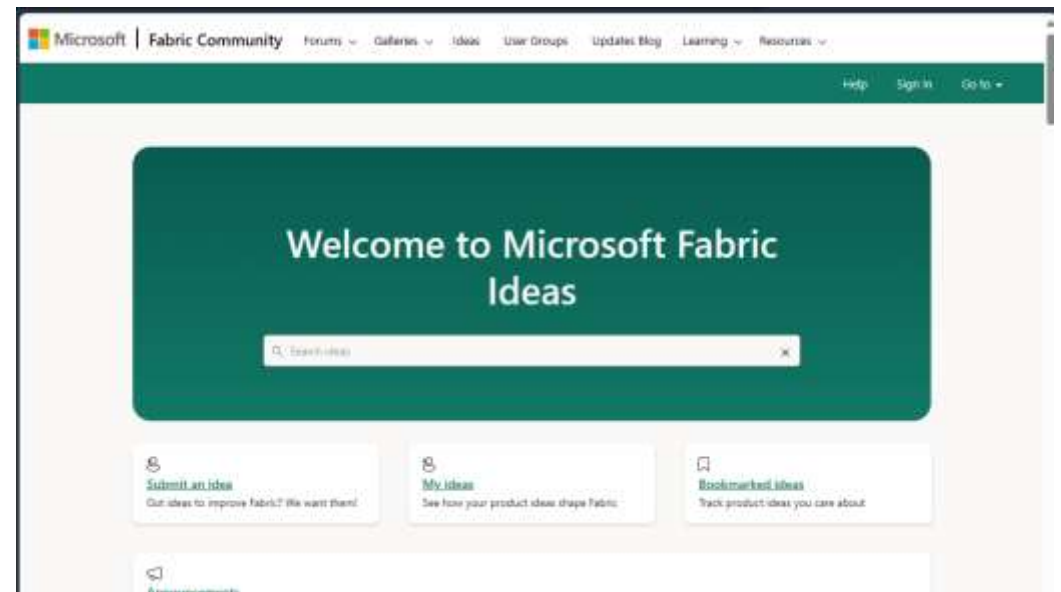 Microsoft | Fabric Community Forums Galleries Ideas User Groups Updates Blog Learning Resources
Help Sign In Go to
Welcome to Microsoft Fabric
Ideas
Search ideas
Submit an idea
Got ideas to improve Fabric? We want them!
My ideas
See how your product ideas shape Fabric
Bookmarked ideas
Track product ideas you care about
Announcements